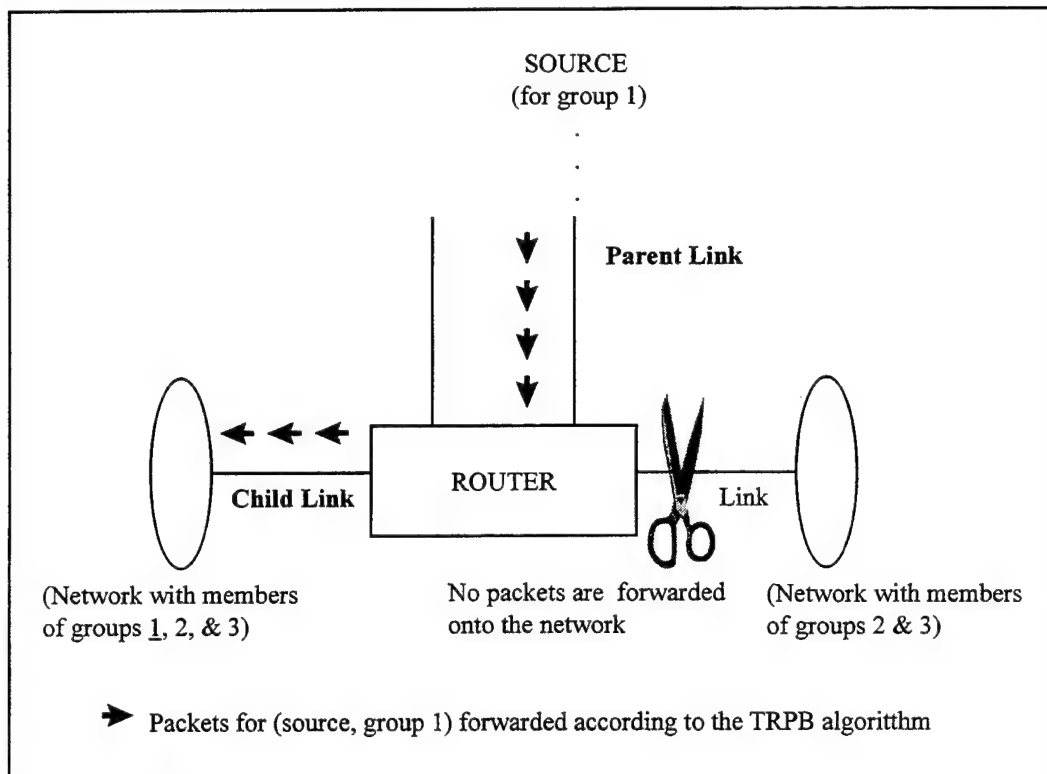 SOURCE
(for group 1)
Parent Link
ROUTER
Child Link
Link
(Network with members
of groups 1, 2, & 3)
No packets are forwarded
onto the network
(Network with members
of groups 2 & 3)
Packets for (source, group 1) forwarded according to the TRPB algoritthm